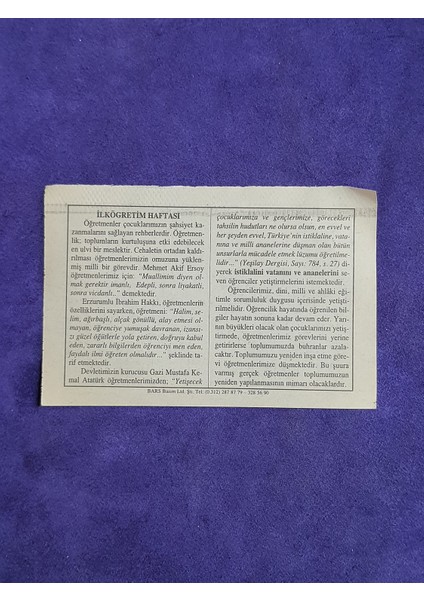 İLKÖĞRETİM HAFTASI
Öğretmenler çocuklarımızın şahsiyet ka-
zanmalarını sağlayan rehberlerdir. Öğretmen-
lik; toplumların kurtuluşuna etki edebilecek
en ulvi bir meslektir. Cehaletin ortadan kaldı-
rılması öğretmenlerimizin omuzuna yüklen-
miş milli bir görevdir. Mehmet Akif Ersoy
öğretmenlerimiz için: "Muallimim diyen ol-
mak gerektir imanlı, Edepli, sonra liyakatli,
sonra vicdanlı.." demektedir.
Erzurumlu İbrahim Hakkı, öğretmenlerin
özelliklerini sayarken, öğretmeni: "Halim, se-
lim, ağırbaşlı, alçak gönüllü, alay etmesi ol-
mayan, öğrenciye yumuşak davranan, izansı-
zı güzel öğütlerle yola getiren, doğruyu kabul
eden, zararlı bilgilerden öğrenciyi men eden,
faydalı ilmi öğreten olmalıdır..." şeklinde ta-
rif etmektedir.
Devletimizin kurucusu Gazi Mustafa Ke-
mal Atatürk öğretmenlerimizden; "Yetişecek
çocuklarımıza ve gençlerimize, görecekleri
tahsilin hudutları ne olursa olsun, en evvel ve
her şeyden evvel, Türkiye'nin istiklaline, vata-
nına ve milli ananelerine düşman olan bütün
unsurlarla mücadele etmek lüzumu öğretilme-
lidir..." (Yeşilay Dergisi, Sayı: 764, s. 27) di-
yerek istiklalini vatanını ve ananelerini se-
ven öğrenciler yetiştirmelerini istemektedir.
Öğrencilerimiz, dini, milli ve ahlâki eği-
timle sorumluluk duygusu içerisinde yetişti-
rilmelidir. Öğrencilik hayatında öğrenilen bil-
giler hayatın sonuna kadar devam eder. Yarı-
nın büyükleri olacak olan çocuklarımızı yetiş-
tirmede, öğretmenlerimiz görevlerini yerine
getirirlerse toplumumuzda buhranlar azala-
caktır. Toplumumuzu yeniden inşa etme göre-
vi öğretmenlerimize düşmektedir. Bu şuura
varmış gerçek öğretmenler toplumumuzun
yeniden yapılanmasının mimarı olacaklardır.
BARS Basım Ltd. Şti. Tel: (0.312) 287 87 79 - 328 36 90